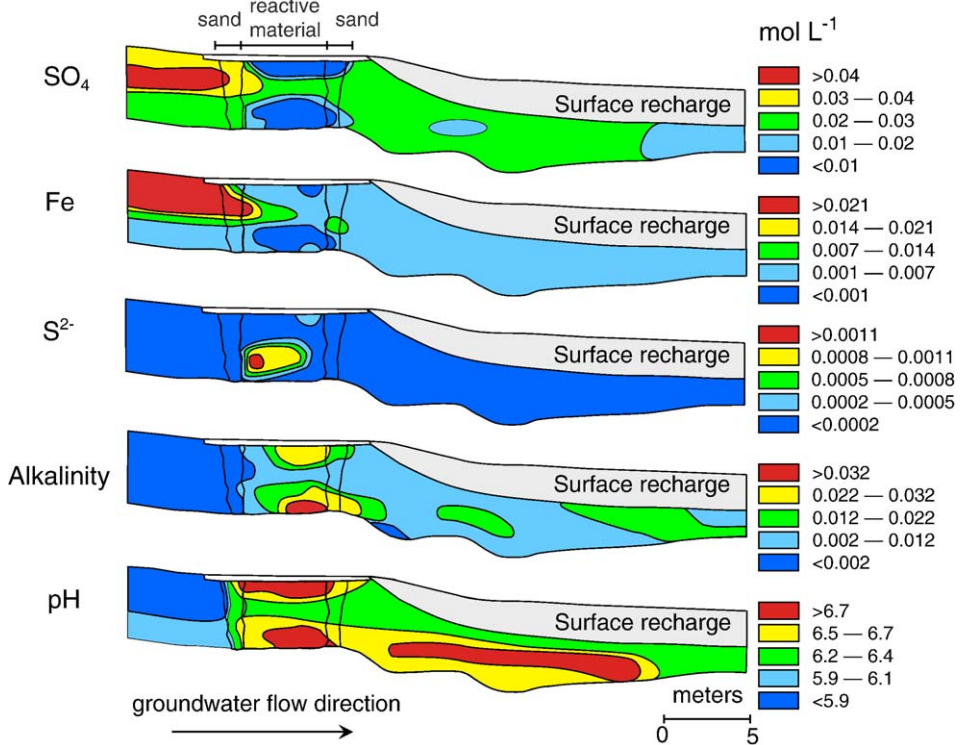 sand reactive material sand
mol L⁻¹
SO₄
Surface recharge
>0.04
0.03 — 0.04
0.02 — 0.03
0.01 — 0.02
<0.01
Fe
Surface recharge
>0.021
0.014 — 0.021
0.007 — 0.014
0.001 — 0.007
<0.001
S²⁻
Surface recharge
>0.0011
0.0008 — 0.0011
0.0005 — 0.0008
0.0002 — 0.0005
<0.0002
Alkalinity
Surface recharge
>0.032
0.022 — 0.032
0.012 — 0.022
0.002 — 0.012
<0.002
pH
Surface recharge
>6.7
6.5 — 6.7
6.2 — 6.4
5.9 — 6.1
<5.9
groundwater flow direction
meters
0 5